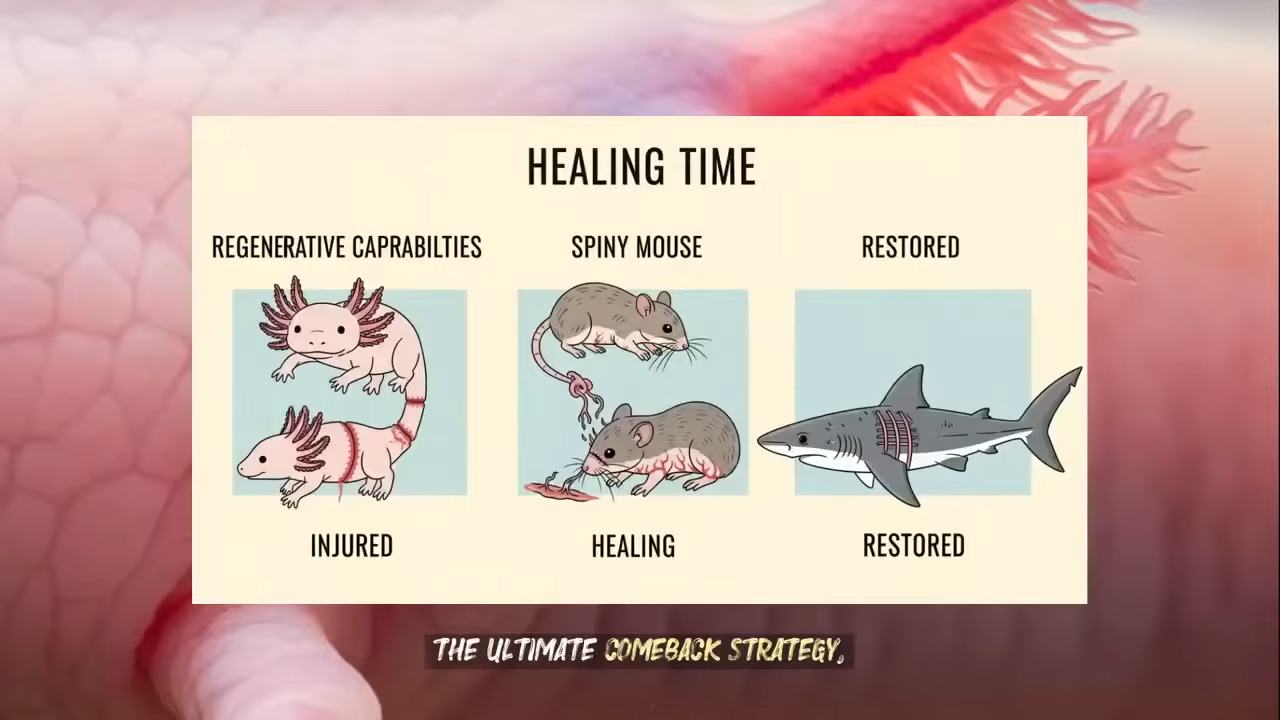 HEALING TIME
REGENERATIVE CAPRABILTIES
SPINY MOUSE
RESTORED
INJURED
HEALING
RESTORED
THE ULTIMATE COMEBACK STRATEGY,